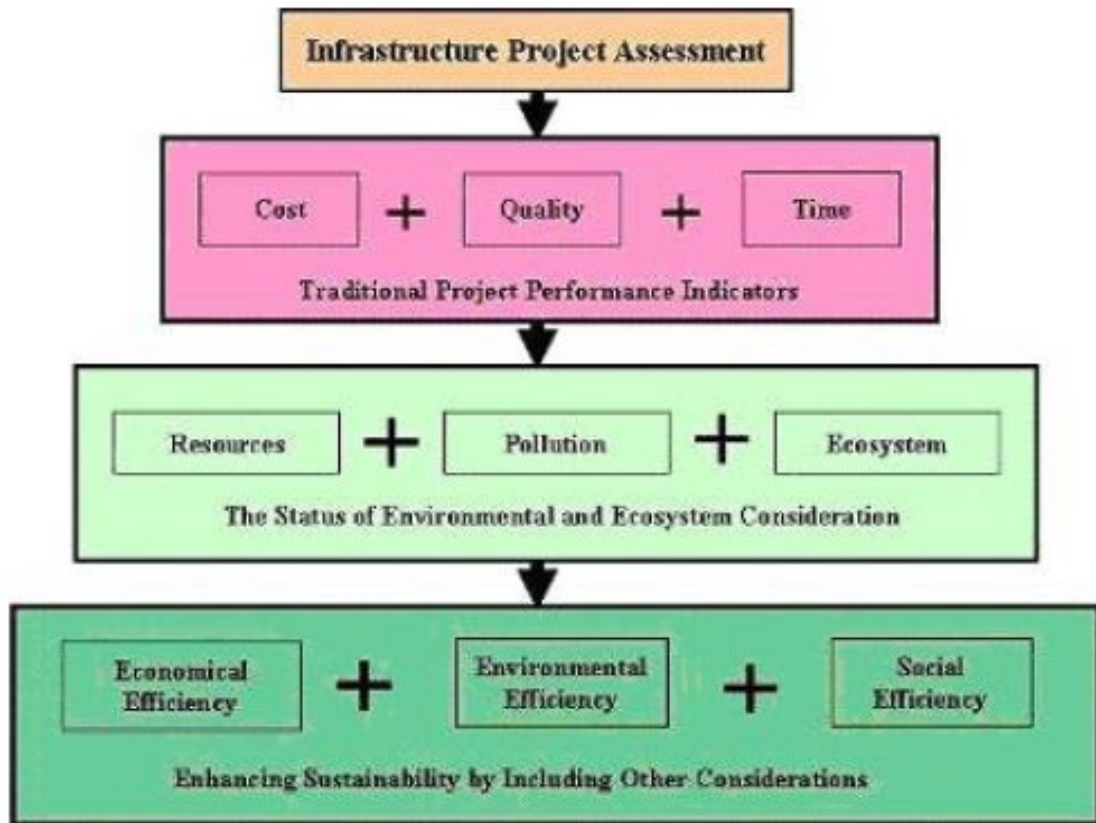 Infrastructure Project Assessment
Cost + Quality + Time
Traditional Project Performance Indicators
Resources + Pollution + Ecosystem
The Status of Environmental and Ecosystem Consideration
Economical Efficiency + Environmental Efficiency + Social Efficiency
Enhancing Sustainability by Including Other Considerations